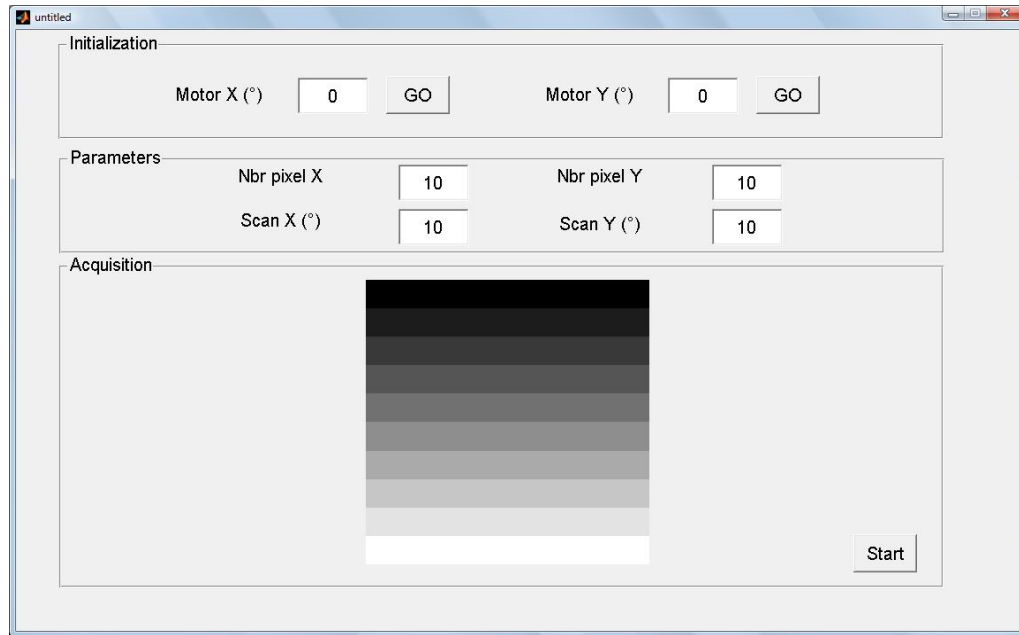 untitled
Initialization
Motor X (°) 0 GO Motor Y (°) 0 GO
Parameters
Nbr pixel X 10 Nbr pixel Y 10
Scan X (°) 10 Scan Y (°) 10
Acquisition
Start